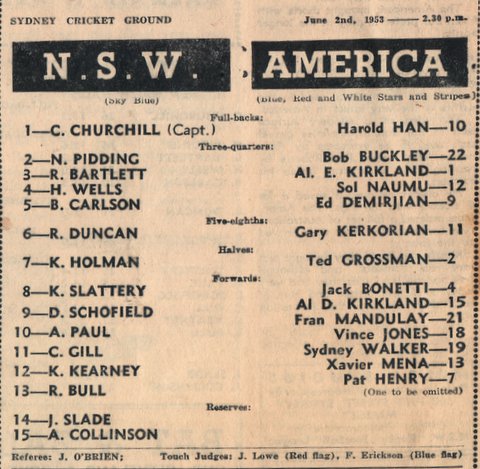 SYDNEY CRICKET GROUND June 2nd, 1953 — 2.30 p.m.
N.S.W. AMERICA
(Sky Blue) (Blue, Red and White Stars and Stripes)
Full-backs:
1—C. CHURCHILL (Capt.) Harold HAN—10
Three-quarters:
2—N. PIDDING Bob BUCKLEY—22
3—R. BARTLETT Al. E. KIRKLAND—1
4—H. WELLS Sol NAUMU—12
5—B. CARLSON Ed DEMIRJIAN—9
Five-eighths:
6—R. DUNCAN Gary KERKORIAN—11
Halves:
7—K. HOLMAN Ted GROSSMAN—2
Forwards:
8—K. SLATTERY Jack BONETTI—4
9—D. SCHOFIELD Al D. KIRKLAND—15
10—A. PAUL Fran MANDULAY—21
11—C. GILL Vince JONES—18
12—K. KEARNEY Sydney WALKER—19
13—R. BULL Xavier MENA—13
Pat HENRY—7
(One to be omitted)
Reserves:
14—J. SLADE
15—A. COLLINSON
Referee: J. O'BRIEN; Touch Judges: J. Lowe (Red flag), F. Erickson (Blue flag)